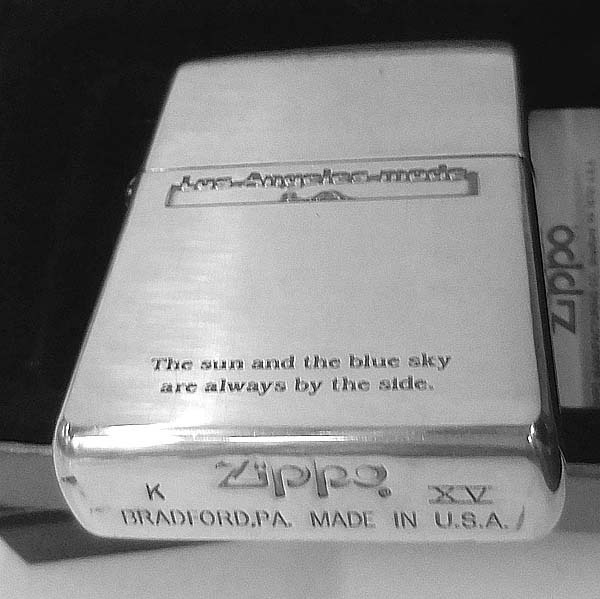 Los-Angeles-mode
The sun and the blue sky
are always by the side.
Zippo
K XV
BRADFORD,PA. MADE IN U.S.A.
Zippo